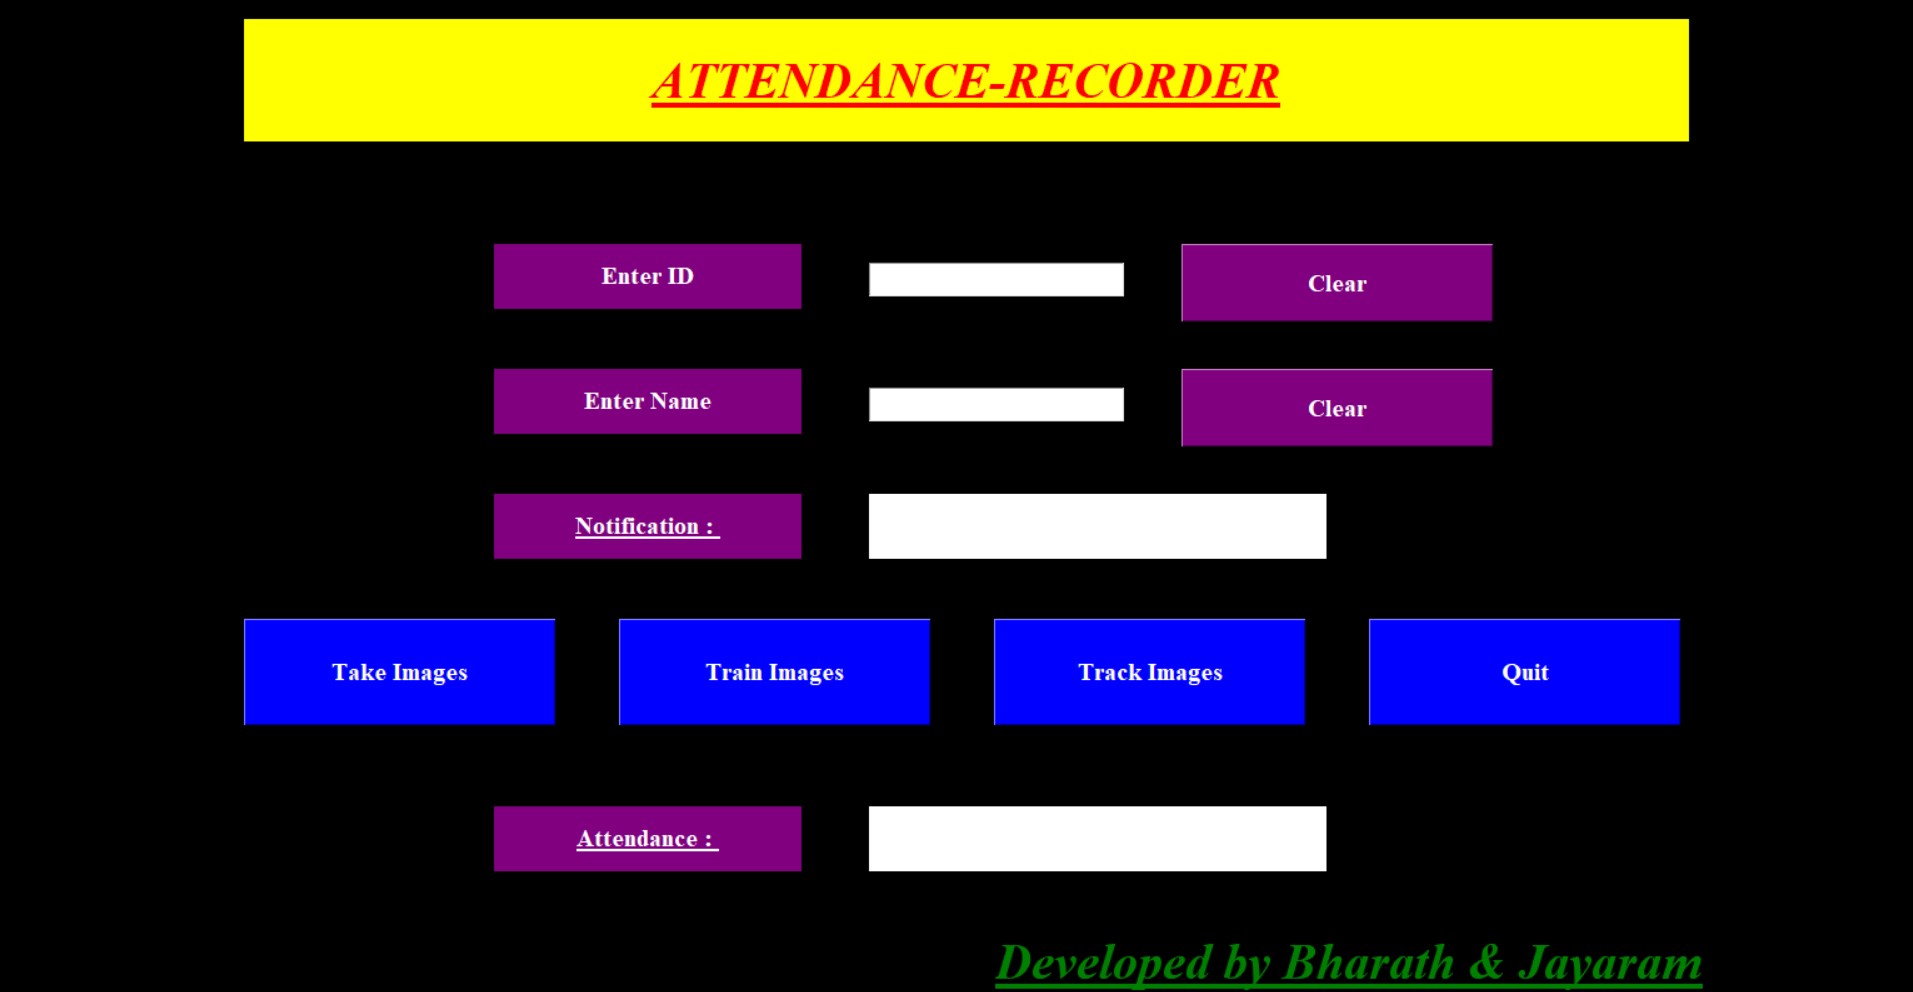 ATTENDANCE-RECORDER
Enter ID
Clear
Enter Name
Clear
Notification :
Take Images
Train Images
Track Images
Quit
Attendance :
Developed by Bharath & Jayaram